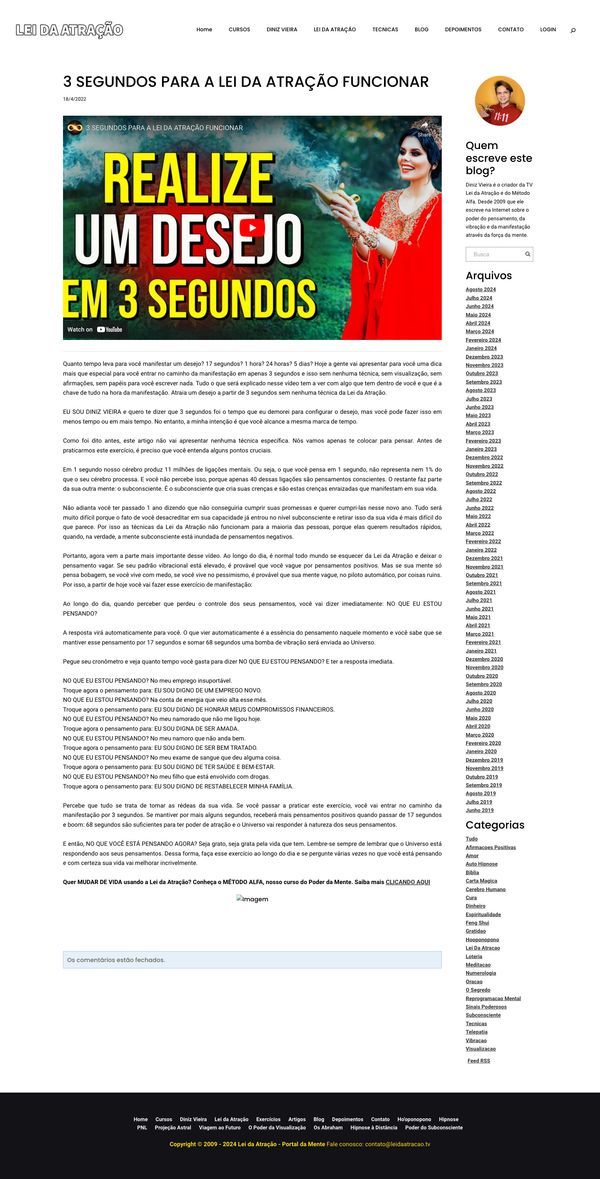 LEI DA ATRAÇÃO
Home CURSOS DINIZ VIEIRA LEI DA ATRAÇÃO TECNICAS BLOG DEPOIMENTOS CONTATO LOGIN
3 SEGUNDOS PARA A LEI DA ATRAÇÃO FUNCIONAR
18/4/2022
3 SEGUNDOS PARA A LEI DA ATRAÇÃO FUNCIONAR
Share
REALIZE
UM DESEJO
EM 3 SEGUNDOS
Watch on YouTube
Quanto tempo leva para você manifestar um desejo? 17 segundos? 1 hora? 24 horas? 5 dias? Hoje a gente vai apresentar para você uma dica
mais que especial para você entrar no caminho da manifestação em apenas 3 segundos e isso sem nenhuma técnica, sem visualização, sem
afirmações, sem papéis para você escrever nada. Tudo o que será explicado nesse vídeo tem a ver com algo que tem dentro de você e que é a
chave de tudo na hora da manifestação. Atraia um desejo a partir de 3 segundos sem nenhuma técnica da Lei da Atração.
EU SOU DINIZ VIEIRA e quero te dizer que 3 segundos foi o tempo que eu demorei para configurar o desejo, mas você pode fazer isso em
menos tempo ou em mais tempo. No entanto, a minha intenção é que você alcance a mesma marca de tempo.
Como foi dito antes, este artigo não vai apresentar nenhuma técnica específica. Nós vamos apenas te colocar para pensar. Antes de
praticarmos este exercício, é preciso que você entenda alguns pontos cruciais.
Em 1 segundo nosso cérebro produz 11 milhões de ligações mentais. Ou seja, o que você pensa em 1 segundo, não representa nem 1% do
que o seu cérebro processa. E você não percebe isso, porque apenas 40 dessas ligações são pensamentos conscientes. O restante faz parte
da sua outra mente: o subconsciente. É o subconsciente que cria suas crenças e são estas crenças enraizadas que manifestam em sua vida.
Não adianta você ter passado 1 ano dizendo que não conseguiria cumprir suas promessas e querer cumpri-las nesse novo ano. Tudo será
muito difícil porque o fato de você desacreditar em sua capacidade já entrou no nível subconsciente e retirar isso da sua vida é mais difícil do
que parece. Por isso as técnicas da Lei da Atração não funcionam para a maioria das pessoas, porque elas querem resultados rápidos,
quando, na verdade, a mente subconsciente está inundada de pensamentos negativos.
Portanto, agora vem a parte mais importante desse vídeo. Ao longo do dia, é normal todo mundo se esquecer da Lei da Atração e deixar o
pensamento vagar. Se seu padrão vibracional está elevado, é provável que você vague por pensamentos positivos. Mas se sua mente só
pensa bobagem, se você vive com medo, se você vive no pessimismo, é provável que sua mente vague, no piloto automático, por coisas ruins.
Por isso, a partir de hoje você vai fazer esse exercício de manifestação:
Ao longo do dia, quando perceber que perdeu o controle dos seus pensamentos, você vai dizer imediatamente: NO QUE EU ESTOU
PENSANDO?
A resposta virá automaticamente para você. O que vier automaticamente é a essência do pensamento naquele momento e você sabe que se
mantiver esse pensamento por 17 segundos e somar 68 segundos uma bomba de vibração será enviada ao Universo.
Pegue seu cronômetro e veja quanto tempo você gasta para dizer NO QUE EU ESTOU PENSANDO? E ter a resposta imediata.
NO QUE EU ESTOU PENSANDO? No meu emprego insuportável.
Troque agora o pensamento para: EU SOU DIGNO DE UM EMPREGO NOVO.
NO QUE EU ESTOU PENSANDO? Na conta de energia que veio alta esse mês.
Troque agora o pensamento para: EU SOU DIGNO DE HONRAR MEUS COMPROMISSOS FINANCEIROS.
NO QUE EU ESTOU PENSANDO? No meu namorado que não me ligou hoje.
Troque agora o pensamento para: EU SOU DIGNA DE SER AMADA.
NO QUE EU ESTOU PENSANDO? No meu namoro que não anda bem.
Troque agora o pensamento para: EU SOU DIGNO DE SER BEM TRATADO.
NO QUE EU ESTOU PENSANDO? No meu exame de sangue que deu alguma coisa.
Troque agora o pensamento para: EU SOU DIGNO DE TER SAÚDE E BEM-ESTAR.
NO QUE EU ESTOU PENSANDO? No meu filho que está envolvido com drogas.
Troque agora o pensamento para: EU SOU DIGNO DE RESTABELECER MINHA FAMÍLIA.
Percebe que tudo se trata de tomar as rédeas da sua vida. Se você passar a praticar este exercício, você vai entrar no caminho da
manifestação por 3 segundos. Se mantiver por mais alguns segundos, receberá mais pensamentos positivos quando passar de 17 segundos
e boom: 68 segundos são suficientes para ter poder de atração e o Universo vai responder à natureza dos seus pensamentos.
E então, NO QUE VOCÊ ESTÁ PENSANDO AGORA? Seja grato, seja grata pela vida que tem. Lembre-se sempre de lembrar que o Universo está
respondendo aos seus pensamentos. Dessa forma, faça esse exercício ao longo do dia e se pergunte várias vezes no que você está pensando
e com certeza sua vida vai melhorar incrivelmente.
Quer MUDAR DE VIDA usando a Lei da Atração? Conheça o MÉTODO ALFA, nosso curso do Poder da Mente. Saiba mais CLICANDO AQUI
Imagem
Os comentários estão fechados.
11:11
Quem
escreve este
blog?
Diniz Vieira é o criador da TV
Lei da Atração e do Método
Alfa. Desde 2009 que ele
escreve na Internet sobre o
poder do pensamento, da
vibração e da manifestação
através da força da mente.
Busca
Arquivos
Agosto 2024
Julho 2024
Junho 2024
Maio 2024
Abril 2024
Março 2024
Fevereiro 2024
Janeiro 2024
Dezembro 2023
Novembro 2023
Outubro 2023
Setembro 2023
Agosto 2023
Julho 2023
Junho 2023
Maio 2023
Abril 2023
Março 2023
Fevereiro 2023
Janeiro 2023
Dezembro 2022
Novembro 2022
Outubro 2022
Setembro 2022
Agosto 2022
Julho 2022
Junho 2022
Maio 2022
Abril 2022
Março 2022
Fevereiro 2022
Janeiro 2022
Dezembro 2021
Novembro 2021
Outubro 2021
Setembro 2021
Agosto 2021
Julho 2021
Junho 2021
Maio 2021
Abril 2021
Março 2021
Fevereiro 2021
Janeiro 2021
Dezembro 2020
Novembro 2020
Outubro 2020
Setembro 2020
Agosto 2020
Julho 2020
Junho 2020
Maio 2020
Abril 2020
Março 2020
Fevereiro 2020
Janeiro 2020
Dezembro 2019
Novembro 2019
Outubro 2019
Setembro 2019
Agosto 2019
Julho 2019
Junho 2019
Categorias
Tudo
Afirmacoes Positivas
Amor
Auto Hipnose
Biblia
Carta Magica
Cerebro Humano
Cura
Dinheiro
Espiritualidade
Feng Shui
Gratidao
Hooponopono
Lei Da Atracao
Loteria
Meditacao
Numerologia
Oracao
O Segredo
Reprogramacao Mental
Sinais Poderosos
Subconsciente
Tecnicas
Telepatia
Vibracao
Visualizacao
Feed RSS
Home Cursos Diniz Vieira Lei da Atração Exercícios Artigos Blog Depoimentos Contato Ho'oponopono Hipnose
PNL Projeção Astral Viagem ao Futuro O Poder da Visualização Os Abraham Hipnose à Distância Poder do Subconsciente
Copyright © 2009 - 2024 Lei da Atração - Portal da Mente Fale conosco: contato@leidaatracao.tv